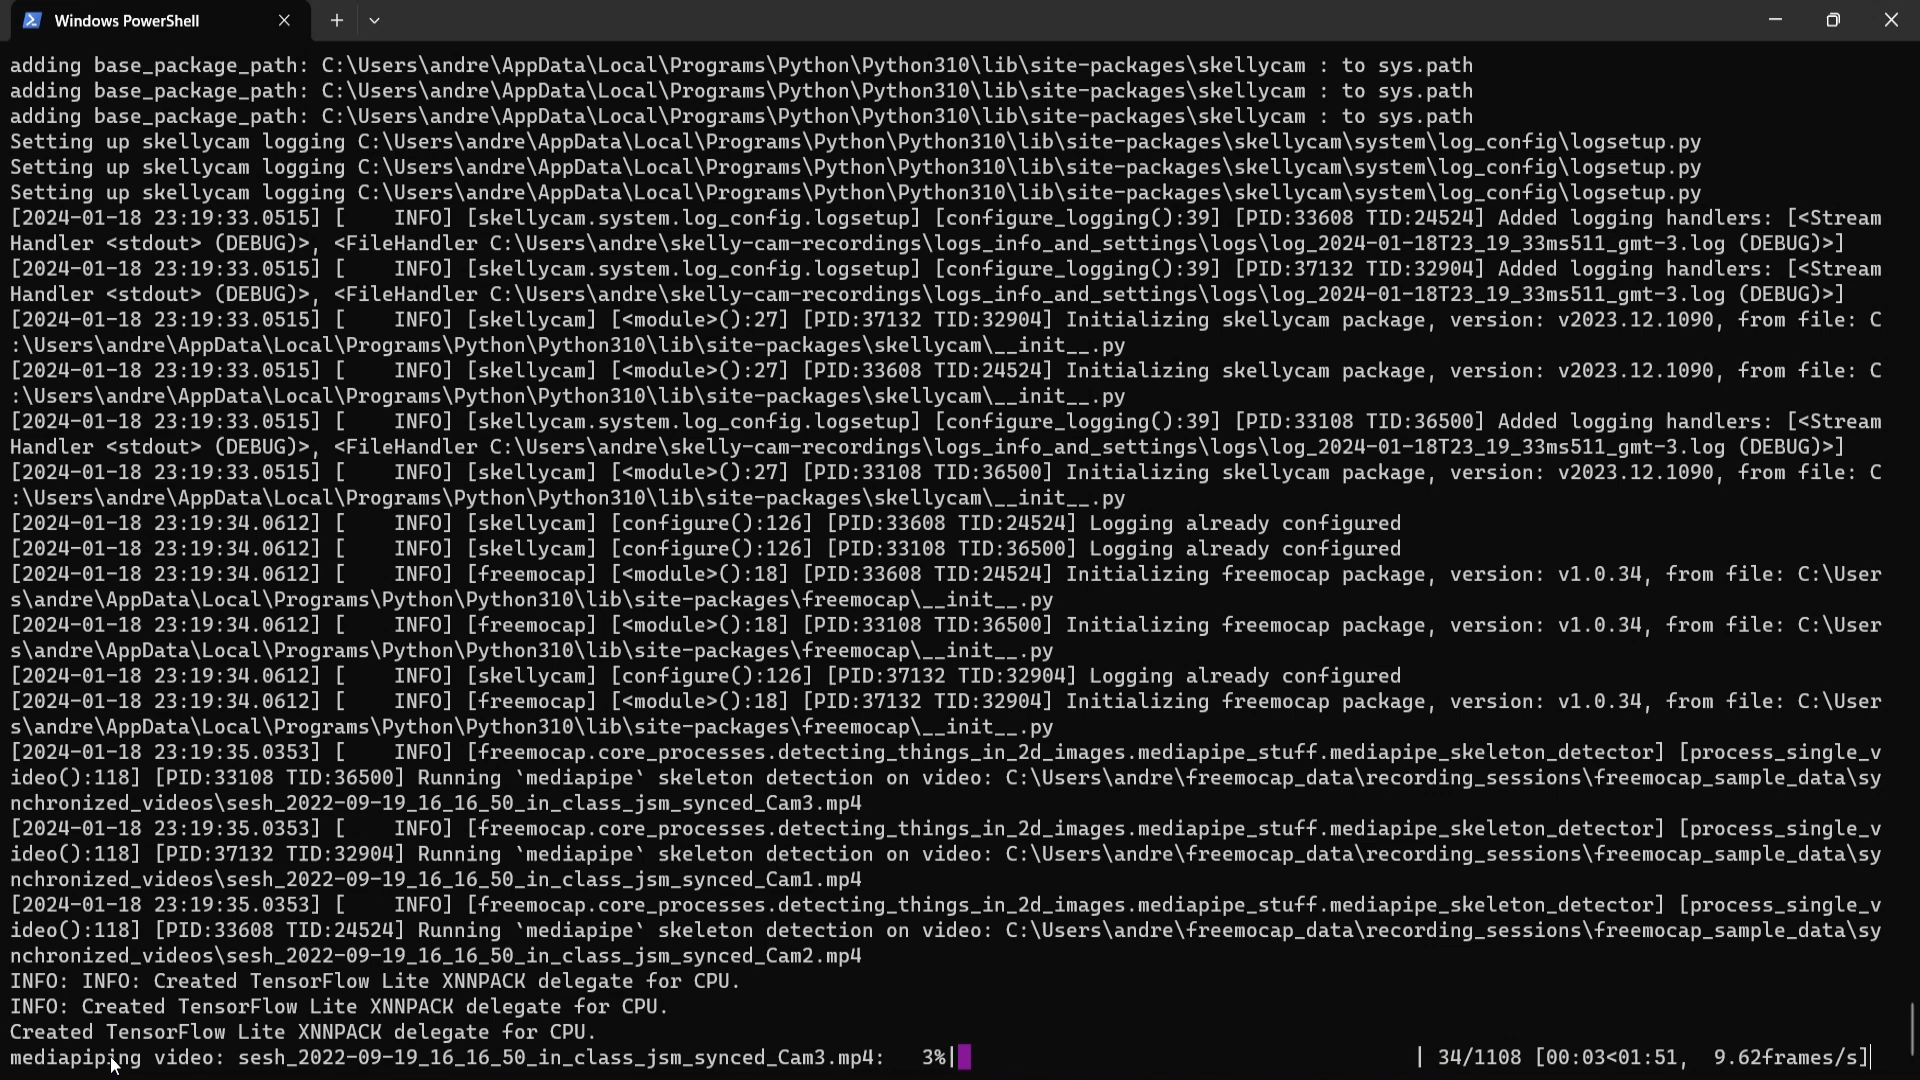 Windows PowerShell
adding base_package_path: C:\Users\andre\AppData\Local\Programs\Python\Python310\lib\site-packages\skellycam : to sys.path
adding base_package_path: C:\Users\andre\AppData\Local\Programs\Python\Python310\lib\site-packages\skellycam : to sys.path
adding base_package_path: C:\Users\andre\AppData\Local\Programs\Python\Python310\lib\site-packages\skellycam : to sys.path
Setting up skellycam logging C:\Users\andre\AppData\Local\Programs\Python\Python310\lib\site-packages\skellycam\system\log_config\logsetup.py
Setting up skellycam logging C:\Users\andre\AppData\Local\Programs\Python\Python310\lib\site-packages\skellycam\system\log_config\logsetup.py
Setting up skellycam logging C:\Users\andre\AppData\Local\Programs\Python\Python310\lib\site-packages\skellycam\system\log_config\logsetup.py
[2024-01-18 23:19:33.0515] [    INFO] [skellycam.system.log_config.logsetup] [configure_logging():39] [PID:33608 TID:24524] Added logging handlers: [<Stream
Handler <stdout> (DEBUG)>, <FileHandler C:\Users\andre\skelly-cam-recordings\logs_info_and_settings\logs\log_2024-01-18T23_19_33ms511_gmt-3.log (DEBUG)>]
[2024-01-18 23:19:33.0515] [    INFO] [skellycam.system.log_config.logsetup] [configure_logging():39] [PID:37132 TID:32904] Added logging handlers: [<Stream
Handler <stdout> (DEBUG)>, <FileHandler C:\Users\andre\skelly-cam-recordings\logs_info_and_settings\logs\log_2024-01-18T23_19_33ms511_gmt-3.log (DEBUG)>]
[2024-01-18 23:19:33.0515] [    INFO] [skellycam] [<module>():27] [PID:37132 TID:32904] Initializing skellycam package, version: v2023.12.1090, from file: C
:\Users\andre\AppData\Local\Programs\Python\Python310\lib\site-packages\skellycam\__init__.py
[2024-01-18 23:19:33.0515] [    INFO] [skellycam] [<module>():27] [PID:33608 TID:24524] Initializing skellycam package, version: v2023.12.1090, from file: C
:\Users\andre\AppData\Local\Programs\Python\Python310\lib\site-packages\skellycam\__init__.py
[2024-01-18 23:19:33.0515] [    INFO] [skellycam.system.log_config.logsetup] [configure_logging():39] [PID:33108 TID:36500] Added logging handlers: [<Stream
Handler <stdout> (DEBUG)>, <FileHandler C:\Users\andre\skelly-cam-recordings\logs_info_and_settings\logs\log_2024-01-18T23_19_33ms511_gmt-3.log (DEBUG)>]
[2024-01-18 23:19:33.0515] [    INFO] [skellycam] [<module>():27] [PID:33108 TID:36500] Initializing skellycam package, version: v2023.12.1090, from file: C
:\Users\andre\AppData\Local\Programs\Python\Python310\lib\site-packages\skellycam\__init__.py
[2024-01-18 23:19:34.0612] [    INFO] [skellycam] [configure():126] [PID:33608 TID:24524] Logging already configured
[2024-01-18 23:19:34.0612] [    INFO] [skellycam] [configure():126] [PID:33108 TID:36500] Logging already configured
[2024-01-18 23:19:34.0612] [    INFO] [freemocap] [<module>():18] [PID:33608 TID:24524] Initializing freemocap package, version: v1.0.34, from file: C:\User
s\andre\AppData\Local\Programs\Python\Python310\lib\site-packages\freemocap\__init__.py
[2024-01-18 23:19:34.0612] [    INFO] [freemocap] [<module>():18] [PID:33108 TID:36500] Initializing freemocap package, version: v1.0.34, from file: C:\User
s\andre\AppData\Local\Programs\Python\Python310\lib\site-packages\freemocap\__init__.py
[2024-01-18 23:19:34.0612] [    INFO] [skellycam] [configure():126] [PID:37132 TID:32904] Logging already configured
[2024-01-18 23:19:34.0612] [    INFO] [freemocap] [<module>():18] [PID:37132 TID:32904] Initializing freemocap package, version: v1.0.34, from file: C:\User
s\andre\AppData\Local\Programs\Python\Python310\lib\site-packages\freemocap\__init__.py
[2024-01-18 23:19:35.0353] [    INFO] [freemocap.core_processes.detecting_things_in_2d_images.mediapipe_stuff.mediapipe_skeleton_detector] [process_single_v
ideo():118] [PID:33108 TID:36500] Running `mediapipe` skeleton detection on video: C:\Users\andre\freemocap_data\recording_sessions\freemocap_sample_data\sy
nchronized_videos\sesh_2022-09-19_16_16_50_in_class_jsm_synced_Cam3.mp4
[2024-01-18 23:19:35.0353] [    INFO] [freemocap.core_processes.detecting_things_in_2d_images.mediapipe_stuff.mediapipe_skeleton_detector] [process_single_v
ideo():118] [PID:37132 TID:32904] Running `mediapipe` skeleton detection on video: C:\Users\andre\freemocap_data\recording_sessions\freemocap_sample_data\sy
nchronized_videos\sesh_2022-09-19_16_16_50_in_class_jsm_synced_Cam1.mp4
[2024-01-18 23:19:35.0353] [    INFO] [freemocap.core_processes.detecting_things_in_2d_images.mediapipe_stuff.mediapipe_skeleton_detector] [process_single_v
ideo():118] [PID:33608 TID:24524] Running `mediapipe` skeleton detection on video: C:\Users\andre\freemocap_data\recording_sessions\freemocap_sample_data\sy
nchronized_videos\sesh_2022-09-19_16_16_50_in_class_jsm_synced_Cam2.mp4
INFO: INFO: Created TensorFlow Lite XNNPACK delegate for CPU.
INFO: Created TensorFlow Lite XNNPACK delegate for CPU.
Created TensorFlow Lite XNNPACK delegate for CPU.
mediapiping video: sesh_2022-09-19_16_16_50_in_class_jsm_synced_Cam3.mp4:   3%| | 34/1108 [00:03<01:51,  9.62frames/s]